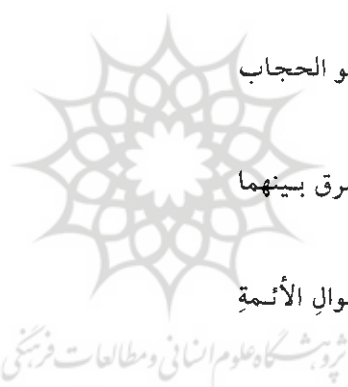 و الحجاب
رق بينهما
والِ الأئمةِ
پژوهشگاه علوم انسانی و مطالعات فرهنگی